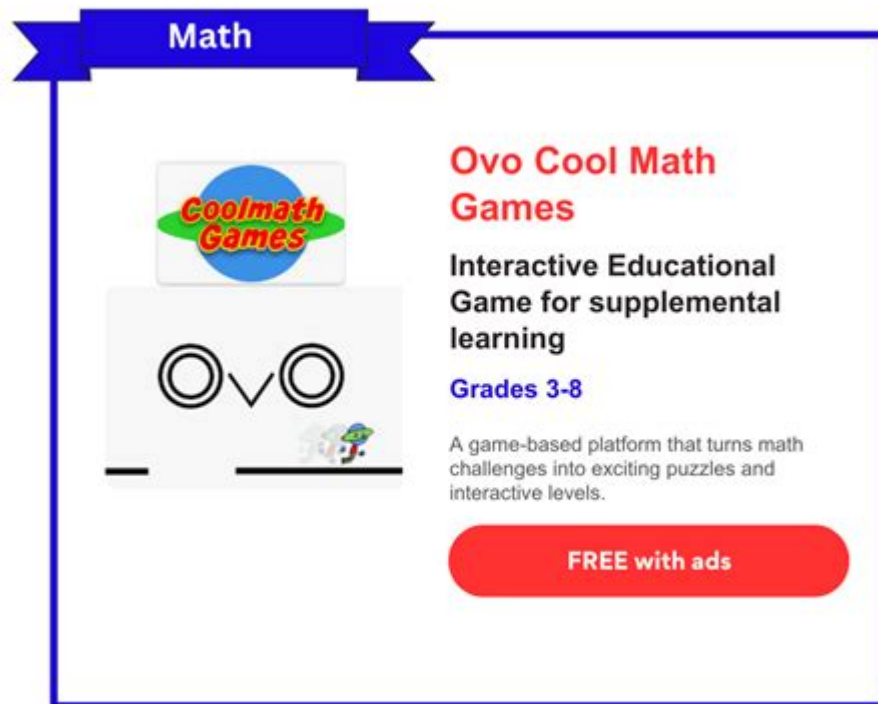 Math
Coolmath
Games
OvO
Ovo Cool Math
Games
Interactive Educational
Game for supplemental
learning
Grades 3-8
A game-based platform that turns math
challenges into exciting puzzles and
interactive levels.
FREE with ads